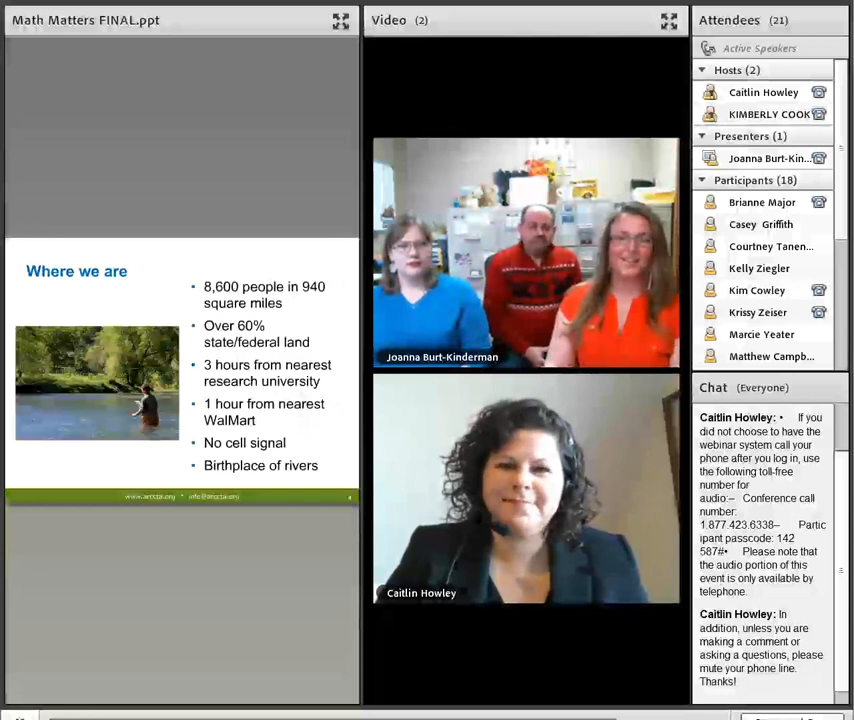 Math Matters FINAL.ppt
Where we are
• 8,600 people in 940
square miles
• Over 60%
state/federal land
• 3 hours from nearest
research university
• 1 hour from nearest
WalMart
• No cell signal
• Birthplace of rivers
www.arccta.org • info@arccta.org 4
Video (2)
Joanna Burt-Kinderman
Caitlin Howley
Attendees (21)
Active Speakers
Hosts (2)
Caitlin Howley
KIMBERLY COOK
Presenters (1)
Joanna Burt-Kin...
Participants (18)
Brianne Major
Casey Griffith
Courtney Tanen...
Kelly Ziegler
Kim Cowley
Krissy Zeiser
Marcie Yeater
Matthew Campb...
Chat (Everyone)
Caitlin Howley: • If you
did not choose to have the
webinar system call your
phone after you log in, use
the following toll-free
number for
audio:– Conference call
number:
1.877.423.6338– Partic
ipant passcode: 142
587#• Please note that
the audio portion of this
event is only available by
telephone.
Caitlin Howley: In
addition, unless you are
making a comment or
asking a questions, please
mute your phone line.
Thanks!